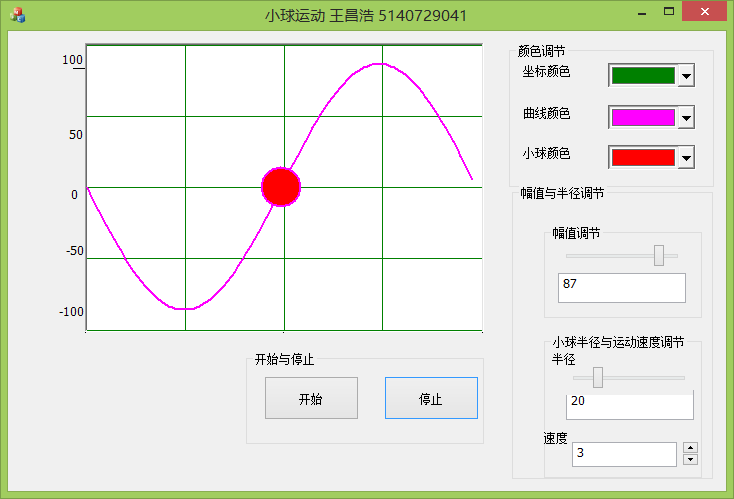 小球运动 王昌浩 5140729041
100
50
0
-50
-100
开始与停止
开始
停止
颜色调节
坐标颜色
曲线颜色
小球颜色
幅值与半径调节
幅值调节
87
小球半径与运动速度调节
半径
20
速度
3